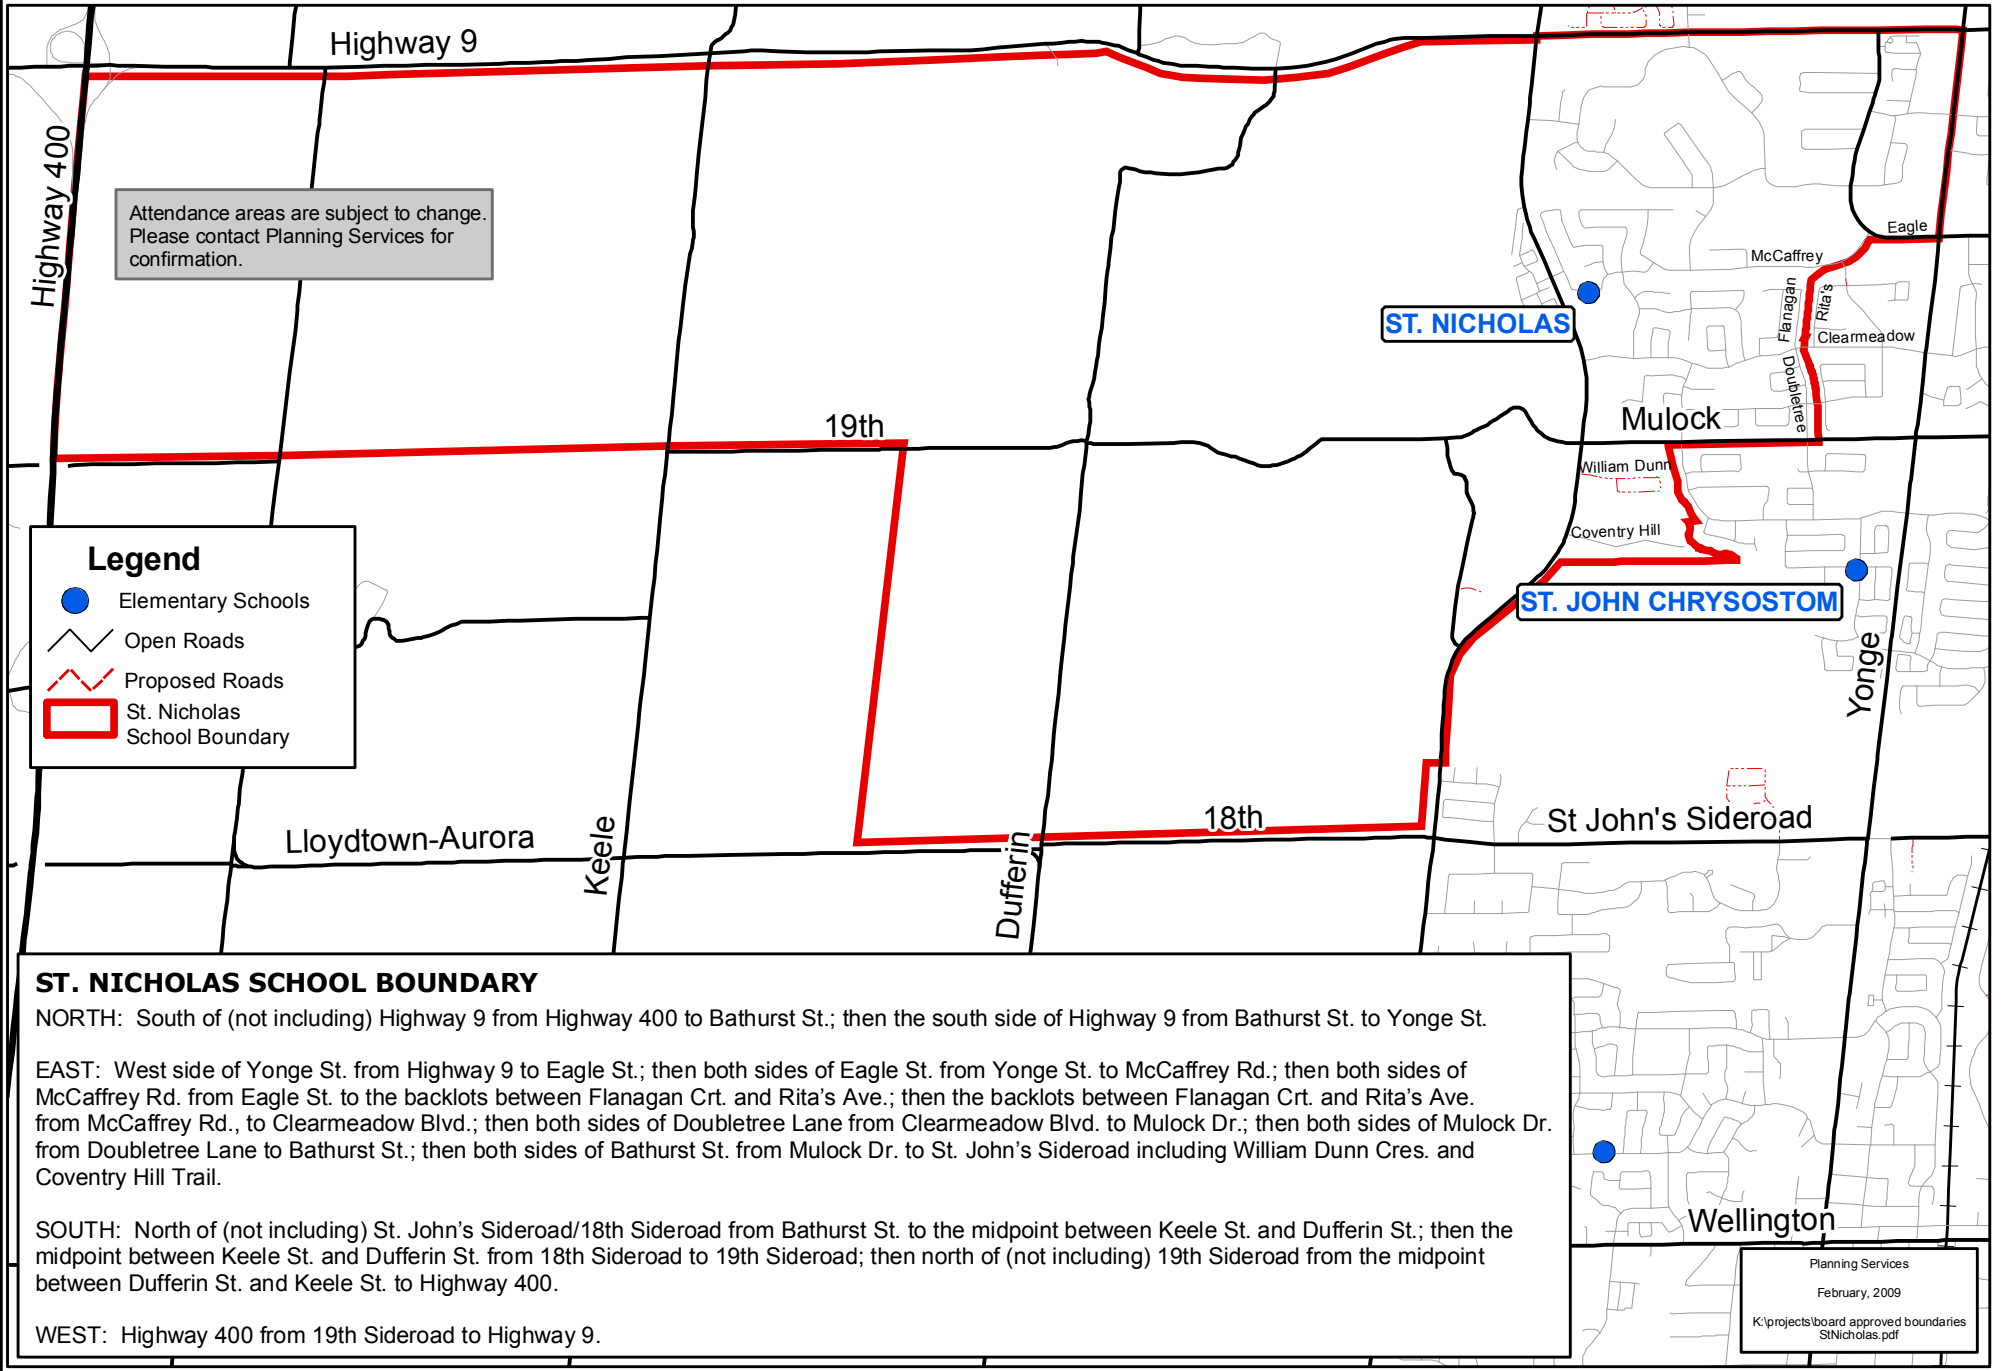 Highway 9
Highway 400
Attendance areas are subject to change.
Please contact Planning Services for
confirmation.
Eagle
McCaffrey
Flanagan
Rita's
Clearmeadow
Doubletree
ST. NICHOLAS
19th
Mulock
William Dunn
Coventry Hill
ST. JOHN CHRYSOSTOM
Yonge
Legend
Elementary Schools
Open Roads
Proposed Roads
St. Nicholas
School Boundary
Lloydtown-Aurora
Keele
Dufferin
18th
St John's Sideroad
Wellington
ST. NICHOLAS SCHOOL BOUNDARY
NORTH: South of (not including) Highway 9 from Highway 400 to Bathurst St.; then the south side of Highway 9 from Bathurst St. to Yonge St.
EAST: West side of Yonge St. from Highway 9 to Eagle St.; then both sides of Eagle St. from Yonge St. to McCaffrey Rd.; then both sides of
McCaffrey Rd. from Eagle St. to the backlots between Flanagan Crt. and Rita's Ave.; then the backlots between Flanagan Crt. and Rita's Ave.
from McCaffrey Rd., to Clearmeadow Blvd.; then both sides of Doubletree Lane from Clearmeadow Blvd. to Mulock Dr.; then both sides of Mulock Dr.
from Doubletree Lane to Bathurst St.; then both sides of Bathurst St. from Mulock Dr. to St. John's Sideroad including William Dunn Cres. and
Coventry Hill Trail.
SOUTH: North of (not including) St. John's Sideroad/18th Sideroad from Bathurst St. to the midpoint between Keele St. and Dufferin St.; then the
midpoint between Keele St. and Dufferin St. from 18th Sideroad to 19th Sideroad; then north of (not including) 19th Sideroad from the midpoint
between Dufferin St. and Keele St. to Highway 400.
WEST: Highway 400 from 19th Sideroad to Highway 9.
Planning Services
February, 2009
K:\projects\board approved boundaries
StNicholas.pdf